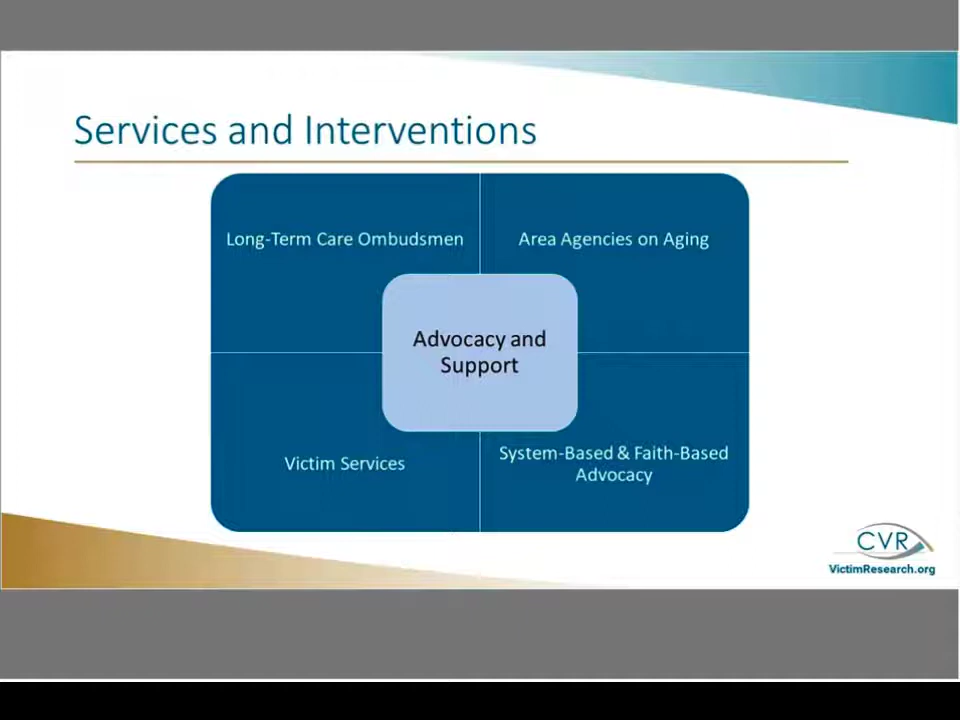 Services and Interventions
Long-Term Care Ombudsmen
Area Agencies on Aging
Advocacy and
Support
Victim Services
System-Based & Faith-Based
Advocacy
CVR
VictimResearch.org